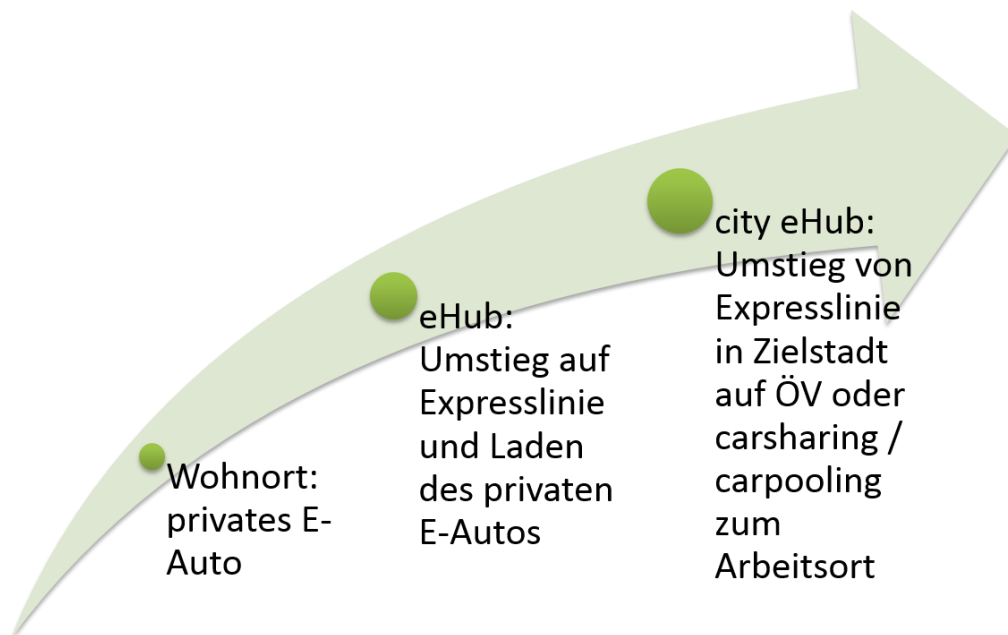 Wohnort:
privates E-
Auto
eHub:
Umstieg auf
Expresslinie
und Laden
des privaten
E-Autos
city eHub:
Umstieg von
Expresslinie
in Zielstadt
auf ÖV oder
carsharing /
carpooling
zum
Arbeitsort